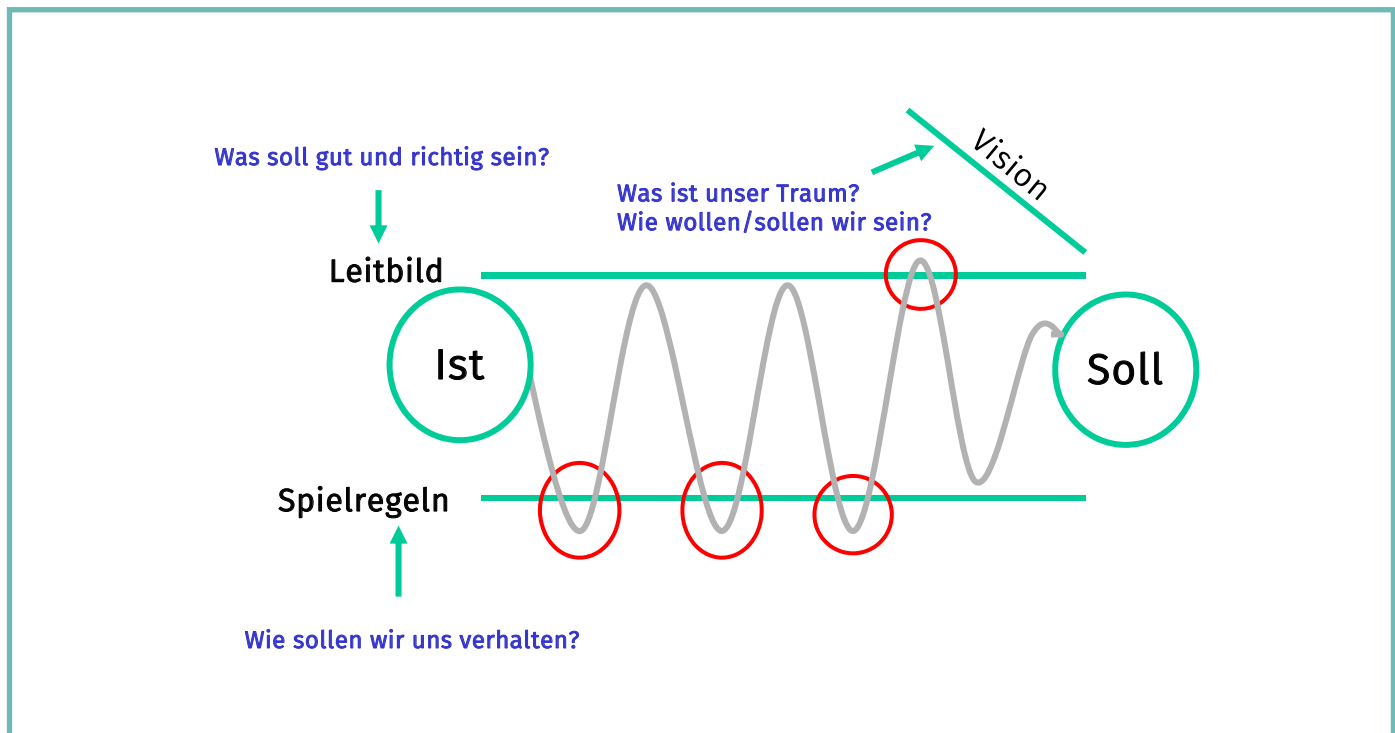 Was soll gut und richtig sein?
Vision
Was ist unser Traum?
Wie wollen/sollen wir sein?
Leitbild
Ist
Soll
Spielregeln
Wie sollen wir uns verhalten?